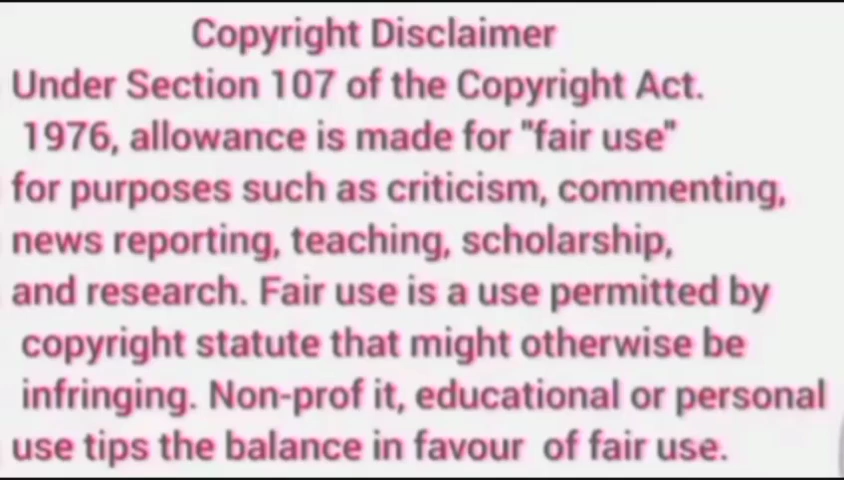 Copyright Disclaimer
Under Section 107 of the Copyright Act.
1976, allowance is made for "fair use"
for purposes such as criticism, commenting,
news reporting, teaching, scholarship,
and research. Fair use is a use permitted by
copyright statute that might otherwise be
infringing. Non-prof it, educational or personal
use tips the balance in favour of fair use.